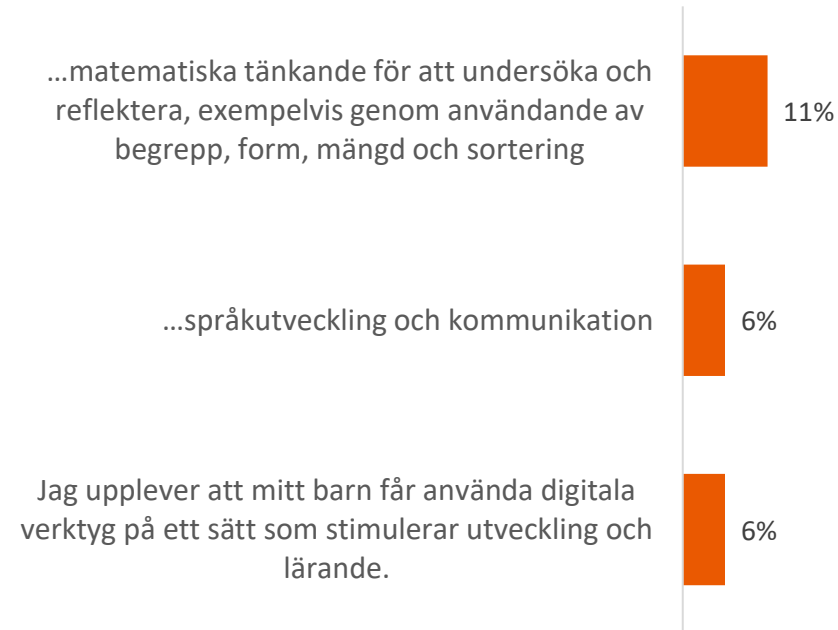 …matematiska tänkande för att undersöka och
reflektera, exempelvis genom användande av
begrepp, form, mängd och sortering
11%
…språkutveckling och kommunikation
6%
Jag upplever att mitt barn får använda digitala
verktyg på ett sätt som stimulerar utveckling och
lärande.
6%